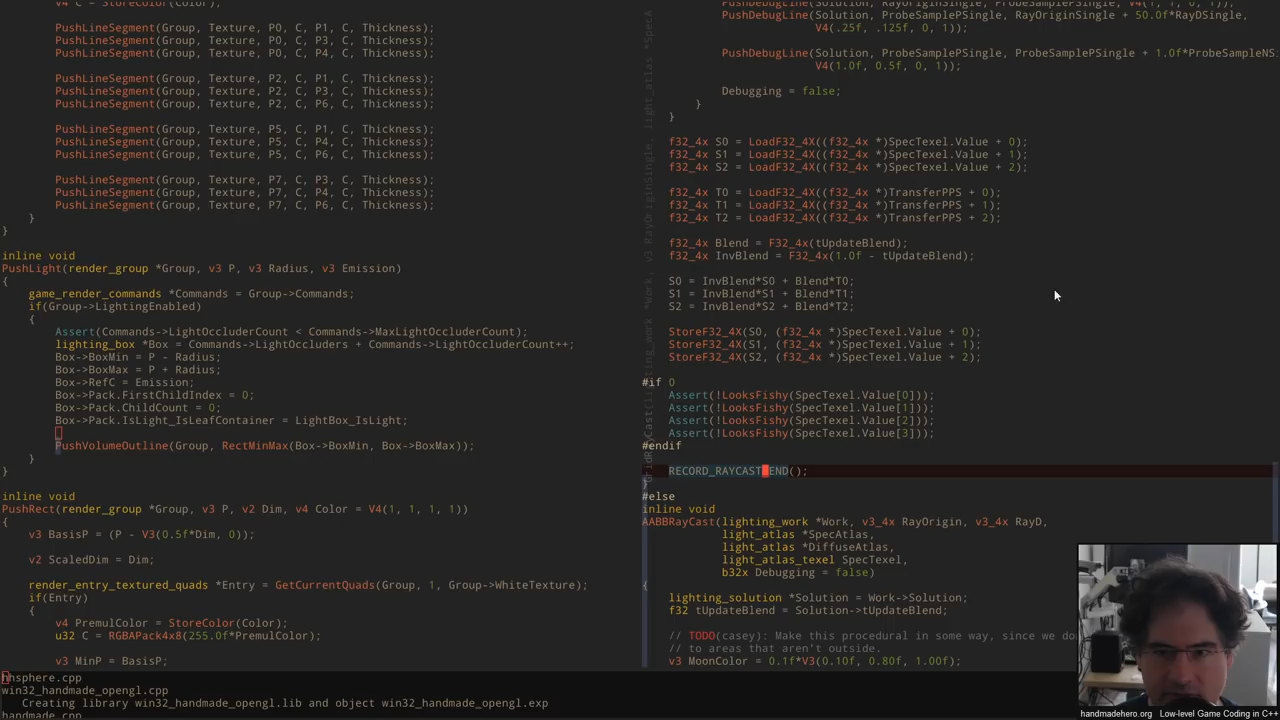 v4 C = StoreColor(Color);
PushLineSegment(Group, Texture, P0, C, P1, C, Thickness);
PushLineSegment(Group, Texture, P0, C, P3, C, Thickness);
PushLineSegment(Group, Texture, P0, C, P4, C, Thickness);
PushLineSegment(Group, Texture, P2, C, P1, C, Thickness);
PushLineSegment(Group, Texture, P2, C, P3, C, Thickness);
PushLineSegment(Group, Texture, P2, C, P6, C, Thickness);
PushLineSegment(Group, Texture, P5, C, P1, C, Thickness);
PushLineSegment(Group, Texture, P5, C, P4, C, Thickness);
PushLineSegment(Group, Texture, P5, C, P6, C, Thickness);
PushLineSegment(Group, Texture, P7, C, P3, C, Thickness);
PushLineSegment(Group, Texture, P7, C, P4, C, Thickness);
PushLineSegment(Group, Texture, P7, C, P6, C, Thickness);
}
}
inline void
PushLight(render_group *Group, v3 P, v3 Radius, v3 Emission)
{
game_render_commands *Commands = Group->Commands;
if(Group->LightingEnabled)
{
Assert(Commands->LightOccluderCount < Commands->MaxLightOccluderCount);
lighting_box *Box = Commands->LightOccluders + Commands->LightOccluderCount++;
Box->BoxMin = P - Radius;
Box->BoxMax = P + Radius;
Box->RefC = Emission;
Box->Pack.FirstChildIndex = 0;
Box->Pack.ChildCount = 0;
Box->Pack.IsLight_IsLeafContainer = LightBox_IsLight;
PushVolumeOutline(Group, RectMinMax(Box->BoxMin, Box->BoxMax));
}
}
inline void
PushRect(render_group *Group, v3 P, v2 Dim, v4 Color = V4(1, 1, 1, 1))
{
v3 BasisP = (P - V3(0.5f*Dim, 0));
v2 ScaledDim = Dim;
render_entry_textured_quads *Entry = GetCurrentQuads(Group, 1, Group->WhiteTexture);
if(Entry)
{
v4 PremulColor = StoreColor(Color);
u32 C = RGBAPack4x8(255.0f*PremulColor);
v3 MinP = BasisP;
PushDebugLine(Solution, RayOriginSingle, ProbeSamplePSingle, V4(1, 1, 0, 1));
PushDebugLine(Solution, ProbeSamplePSingle, RayOriginSingle + 50.0f*RayDSingle,
V4(.25f, .125f, 0, 1));
PushDebugLine(Solution, ProbeSamplePSingle, ProbeSamplePSingle + 1.0f*ProbeSampleNS
V4(1.0f, 0.5f, 0, 1));
Debugging = false;
}
}
f32_4x S0 = LoadF32_4X((f32_4x *)SpecTexel.Value + 0);
f32_4x S1 = LoadF32_4X((f32_4x *)SpecTexel.Value + 1);
f32_4x S2 = LoadF32_4X((f32_4x *)SpecTexel.Value + 2);
f32_4x T0 = LoadF32_4X((f32_4x *)TransferPPS + 0);
f32_4x T1 = LoadF32_4X((f32_4x *)TransferPPS + 1);
f32_4x T2 = LoadF32_4X((f32_4x *)TransferPPS + 2);
f32_4x Blend = F32_4x(tUpdateBlend);
f32_4x InvBlend = F32_4x(1.0f - tUpdateBlend);
S0 = InvBlend*S0 + Blend*T0;
S1 = InvBlend*S1 + Blend*T1;
S2 = InvBlend*S2 + Blend*T2;
StoreF32_4X(S0, (f32_4x *)SpecTexel.Value + 0);
StoreF32_4X(S1, (f32_4x *)SpecTexel.Value + 1);
StoreF32_4X(S2, (f32_4x *)SpecTexel.Value + 2);
#if 0
Assert(!LooksFishy(SpecTexel.Value[0]));
Assert(!LooksFishy(SpecTexel.Value[1]));
Assert(!LooksFishy(SpecTexel.Value[2]));
Assert(!LooksFishy(SpecTexel.Value[3]));
#endif
RECORD_RAYCAST_END();
}
#else
inline void
AABBRayCast(lighting_work *Work, v3_4x RayOrigin, v3_4x RayD,
light_atlas *SpecAtlas,
light_atlas *DiffuseAtlas,
light_atlas_texel SpecTexel,
b32x Debugging = false)
{
lighting_solution *Solution = Work->Solution;
f32 tUpdateBlend = Solution->tUpdateBlend;
// TODO(casey): Make this procedural in some way, since we do
// to areas that aren't outside.
v3 MoonColor = 0.1f*V3(0.10f, 0.80f, 1.00f);
hhsphere.cpp
win32_handmade_opengl.cpp
Creating library win32_handmade_opengl.lib and object win32_handmade_opengl.exp
handmade.cpp
handmadehero.org Low-level Game Coding in C++